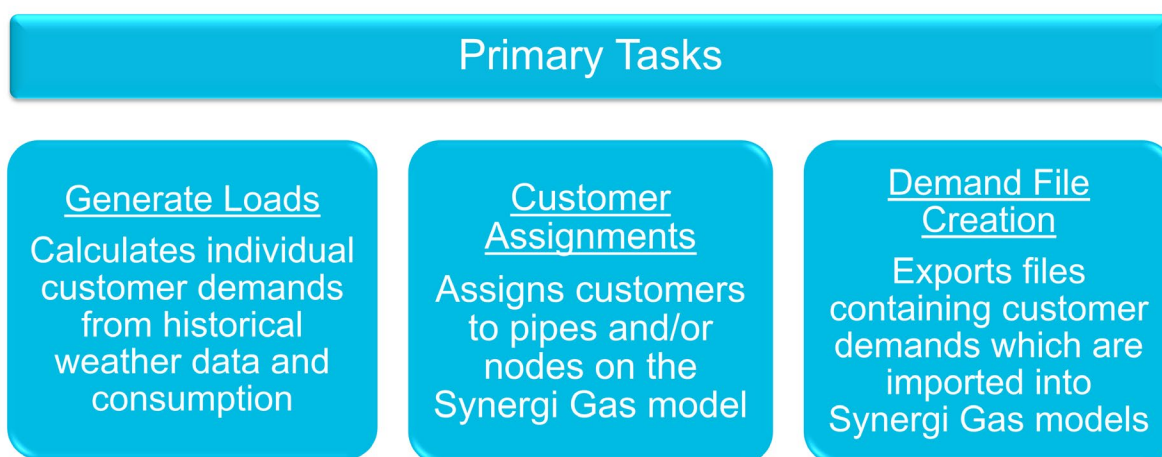 Primary Tasks
Generate Loads
Calculates individual
customer demands
from historical
weather data and
consumption
Customer
Assignments
Assigns customers
to pipes and/or
nodes on the
Synergi Gas model
Demand File
Creation
Exports files
containing customer
demands which are
imported into
Synergi Gas models